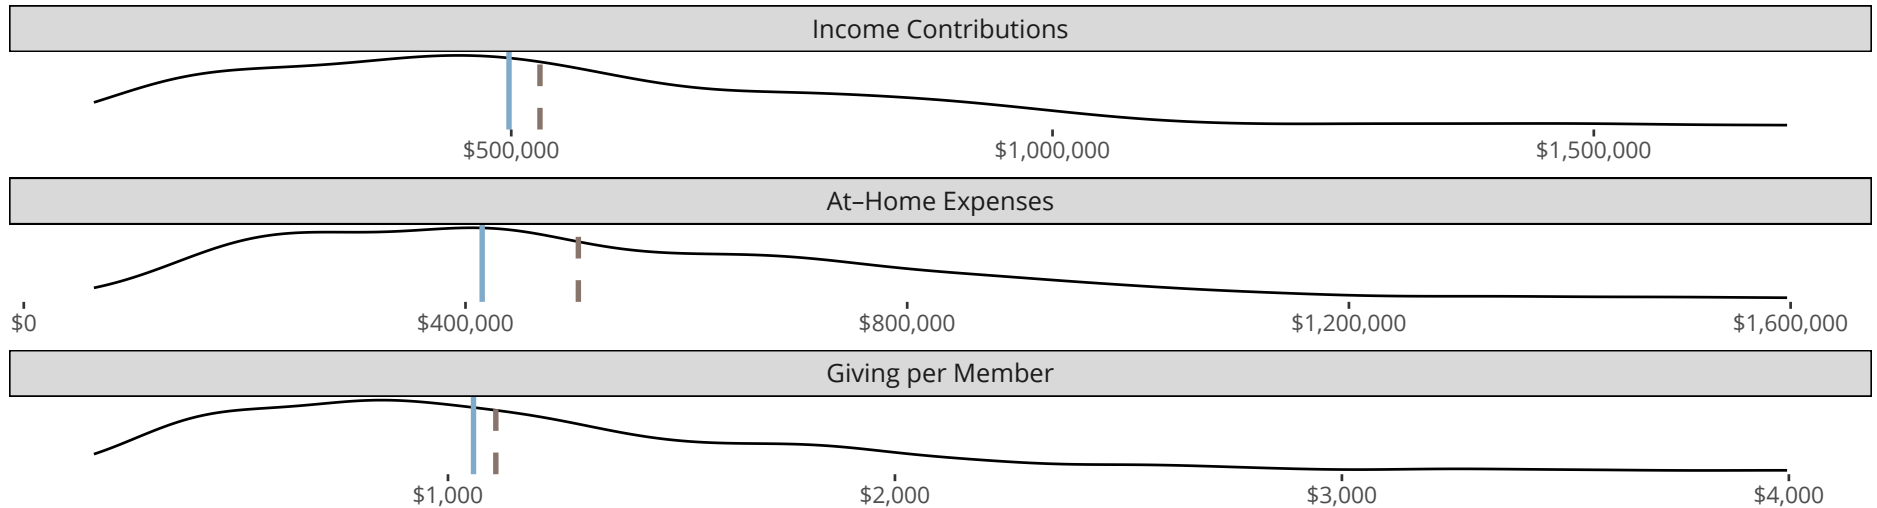 Income Contributions
$500,000 $1,000,000 $1,500,000
At–Home Expenses
$0 $400,000 $800,000 $1,200,000 $1,600,000
Giving per Member
$1,000 $2,000 $3,000 $4,000